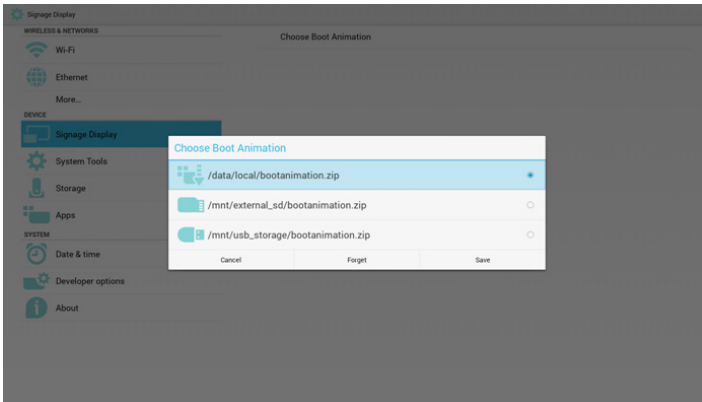 Signage Display
WIRELESS & NETWORKS
Wi-Fi
Ethernet
More...
DEVICE
Signage Display
System Tools
Storage
Apps
SYSTEM
Date & time
Developer options
About
Choose Boot Animation
Choose Boot Animation
/data/local/bootanimation.zip
/mnt/external_sd/bootanimation.zip
/mnt/usb_storage/bootanimation.zip
Cancel Forget Save